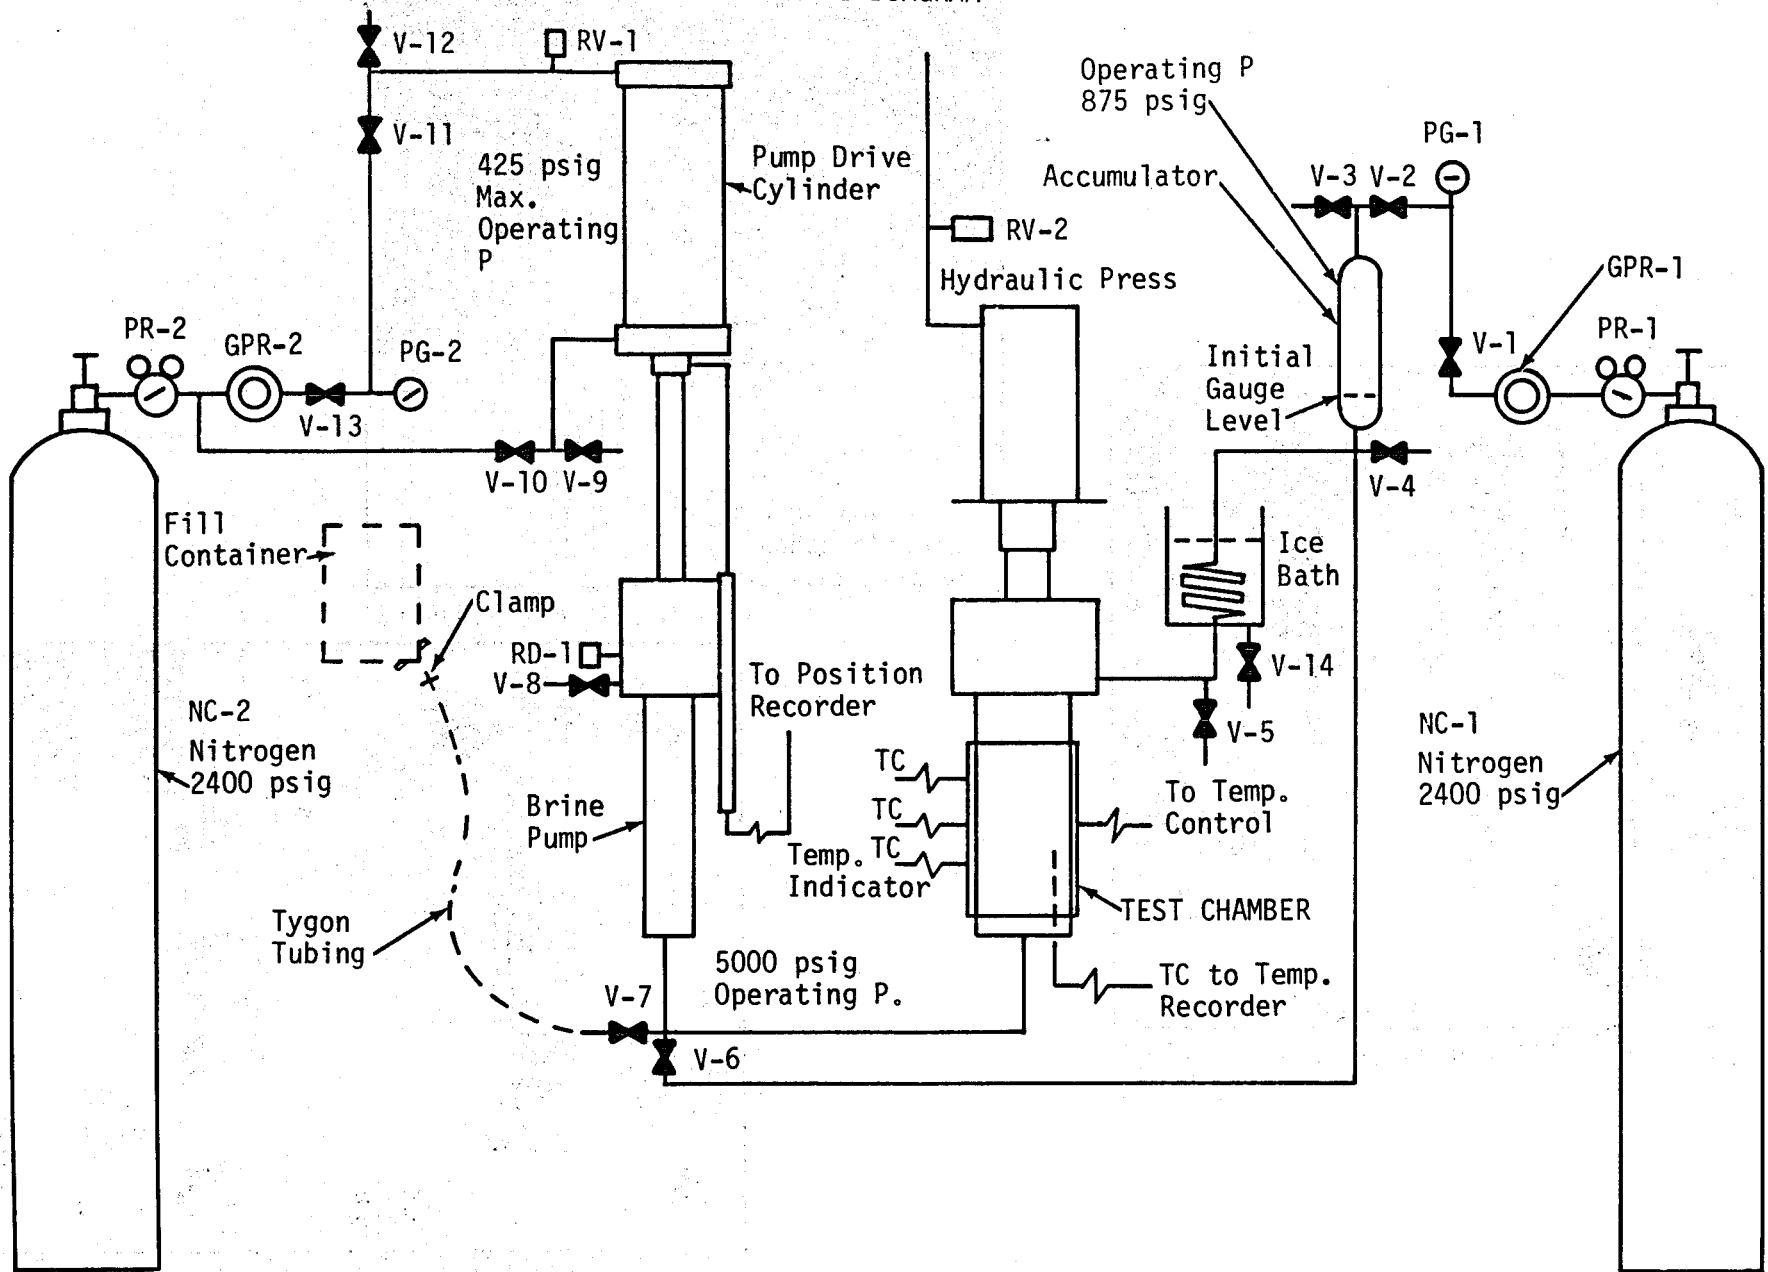 V-12
RV-1
V-11
425 psig
Max.
Operating
P
Pump Drive
Cylinder
Operating P
875 psig
Accumulator
PG-1
V-3 V-2
RV-2
Hydraulic Press
GPR-1
PR-2
GPR-2
PG-2
V-13
V-10 V-9
Initial
Gauge
Level
V-1
PR-1
V-4
Fill
Container
Clamp
Ice
Bath
RD-1
V-8
V-14
To Position
Recorder
V-5
NC-2
Nitrogen
2400 psig
NC-1
Nitrogen
2400 psig
TC
TC
TC
To Temp.
Control
Brine
Pump
Temp.
Indicator
TEST CHAMBER
Tygon
Tubing
5000 psig
Operating P.
TC to Temp.
Recorder
V-7
V-6